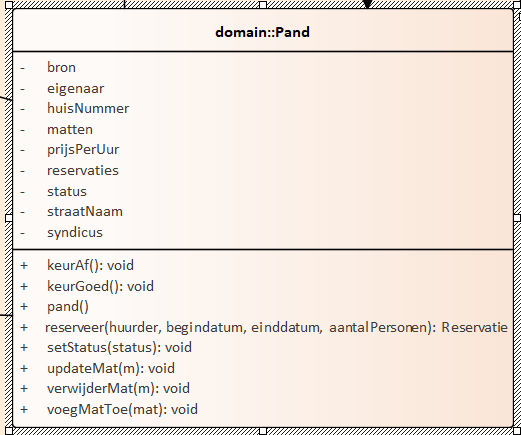 domain::Pand
- bron
- eigenaar
- huisNummer
- matten
- prijsPerUur
- reservaties
- status
- straatNaam
- syndicus
+ keurAf(): void
+ keurGoed(): void
+ pand()
+ reserveer(huurder, begindatum, einddatum, aantalPersonen): Reservatie
+ setStatus(status): void
+ updateMat(m): void
+ verwijderMat(m): void
+ voegMatToe(mat): void